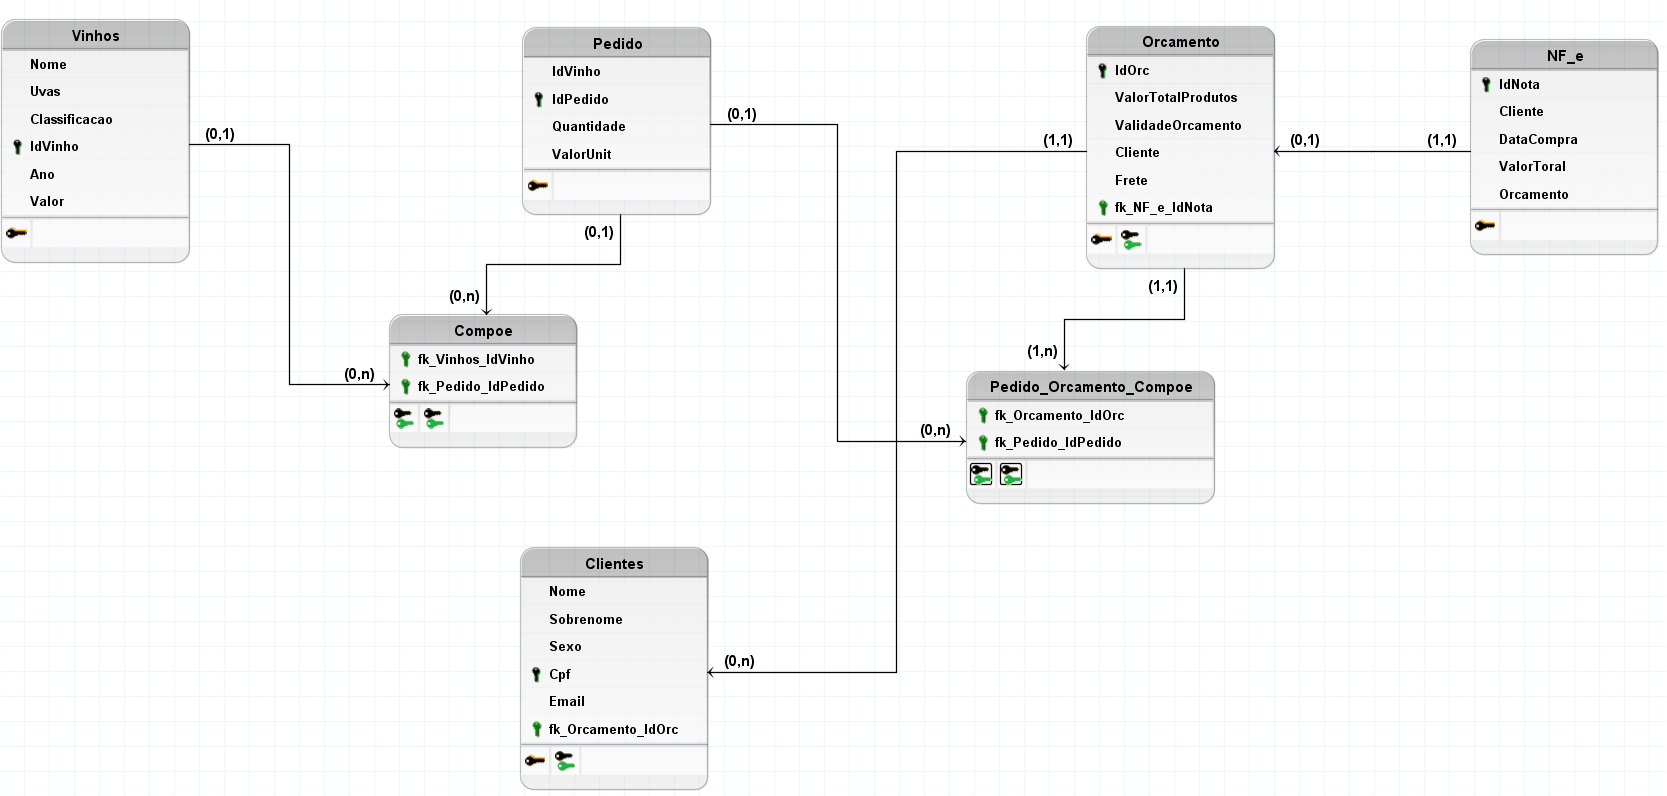 Vinhos
Nome
Uvas
Classificacao
IdVinho
Ano
Valor
(0,1)
Pedido
IdVinho
IdPedido
Quantidade
ValorUnit
(0,1)
(0,1)
(0,n)
(0,n)
Compoe
fk_Vinhos_IdVinho
fk_Pedido_IdPedido
Orcamento
IdOrc
ValorTotalProdutos
ValidadeOrcamento
Cliente
Frete
fk_NF_e_IdNota
(1,1)
(0,1)
(1,1)
NF_e
IdNota
Cliente
DataCompra
ValorToral
Orcamento
(1,1)
(1,n)
(0,n)
Pedido_Orcamento_Compoe
fk_Orcamento_IdOrc
fk_Pedido_IdPedido
Clientes
Nome
Sobrenome
Sexo
Cpf
Email
fk_Orcamento_IdOrc
(0,n)